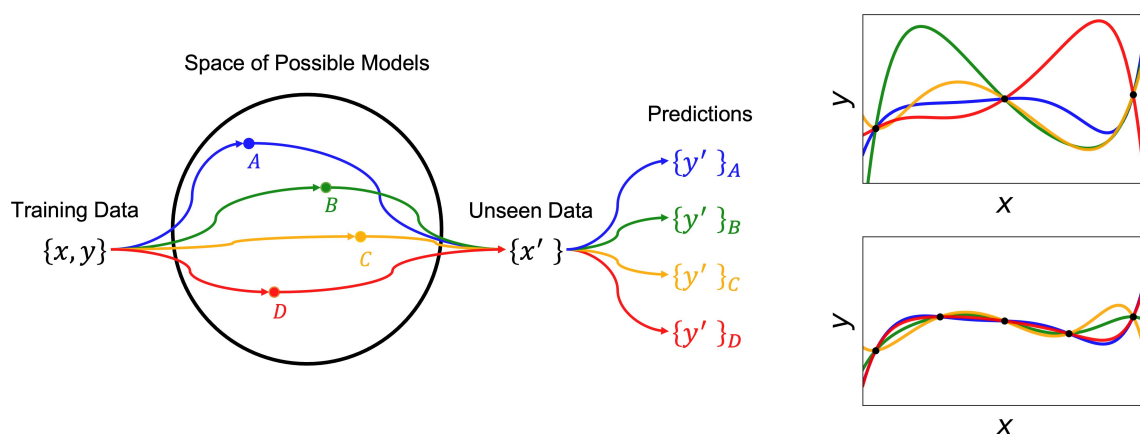 Space of Possible Models
A
B
C
D
Training Data
{x, y}
Unseen Data
{x′ }
Predictions
{y′ }A
{y′ }B
{y′ }C
{y′ }D
y
x
y
x